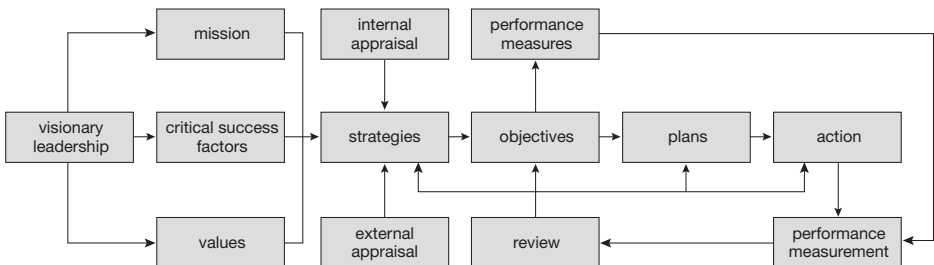 mission
internal
appraisal
performance
measures
visionary
leadership
critical success
factors
strategies
objectives
plans
action
values
external
appraisal
review
performance
measurement